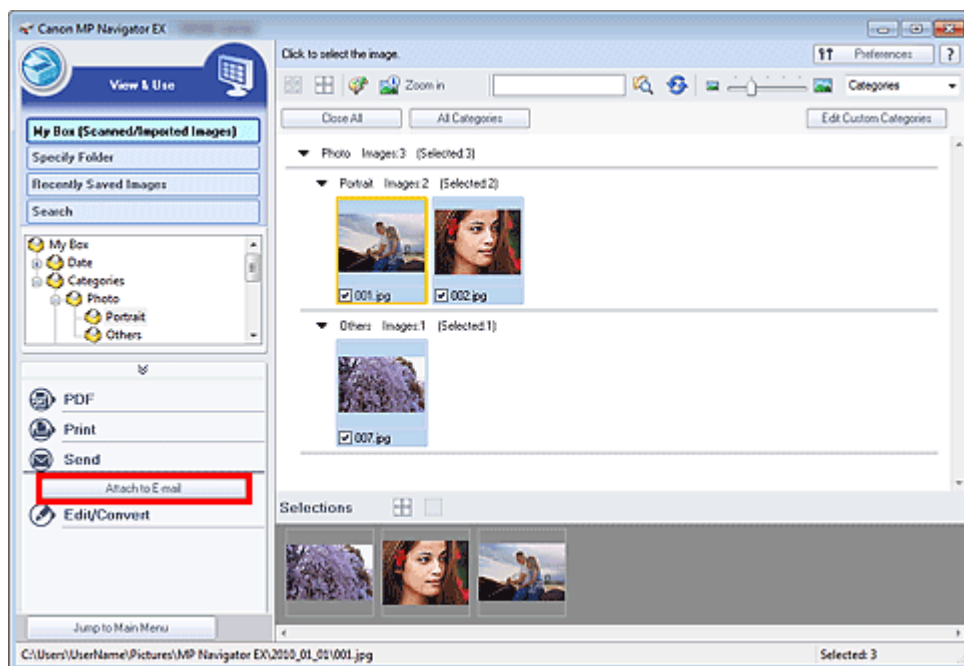 Canon MP Navigator EX
View & Use
My Box (Scanned/Imported Images)
Specify Folder
Recently Saved Images
Search
My Box
Date
Categories
Photo
Portrait
Others
PDF
Print
Send
Attach to E-mail
Edit/Convert
Jump to Main Menu
Click to select the image.
Preferences ?
Zoom in
Categories
Close All All Categories Edit Custom Categories
Photo Images:3 (Selected:3)
Portrait Images:2 (Selected:2)
001.jpg 002.jpg
Others Images:1 (Selected:1)
007.jpg
Selections
C:\Users\UserName\Pictures\MP Navigator EX\2010_01_01\001.jpg Selected: 3